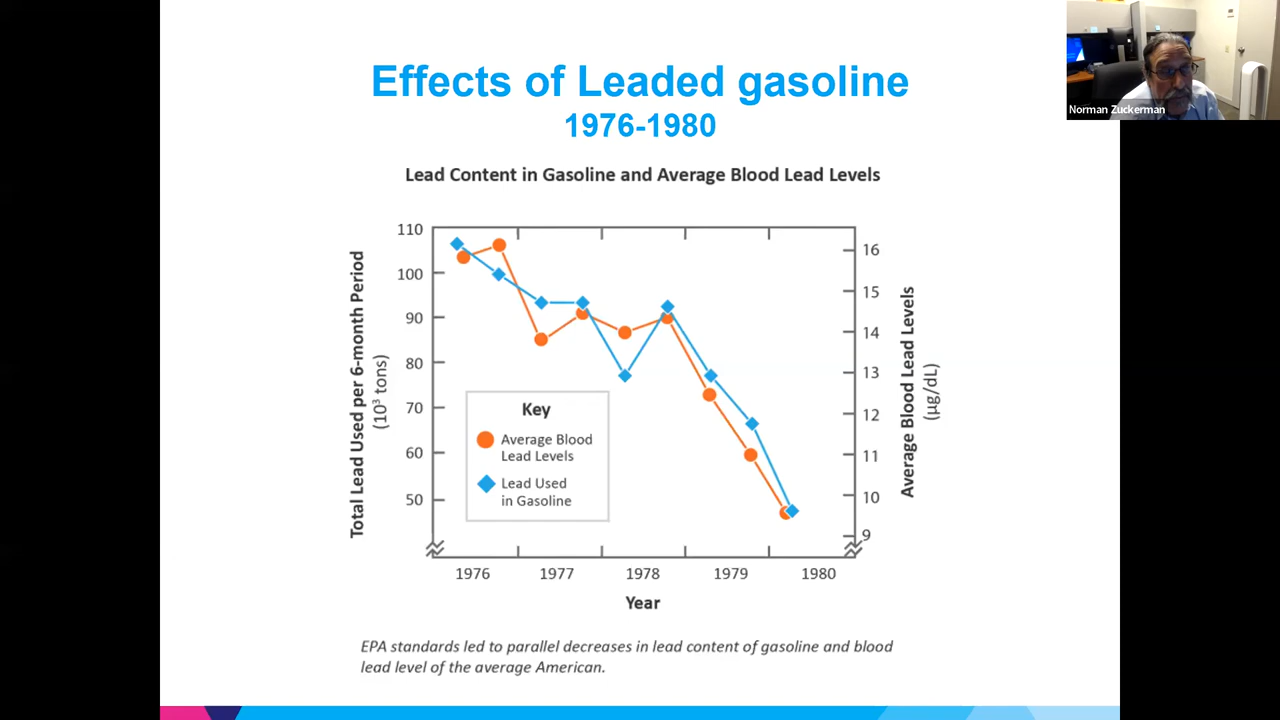 Effects of Leaded gasoline
1976-1980
Norman Zuckerman
Lead Content in Gasoline and Average Blood Lead Levels
Total Lead Used per 6-month Period
(10³ tons)
110
100
90
80
70
60
50
Key
Average Blood
Lead Levels
Lead Used
in Gasoline
16
15
14
13
12
11
10
9
Average Blood Lead Levels
(µg/dL)
1976 1977 1978 1979 1980
Year
EPA standards led to parallel decreases in lead content of gasoline and blood
lead level of the average American.